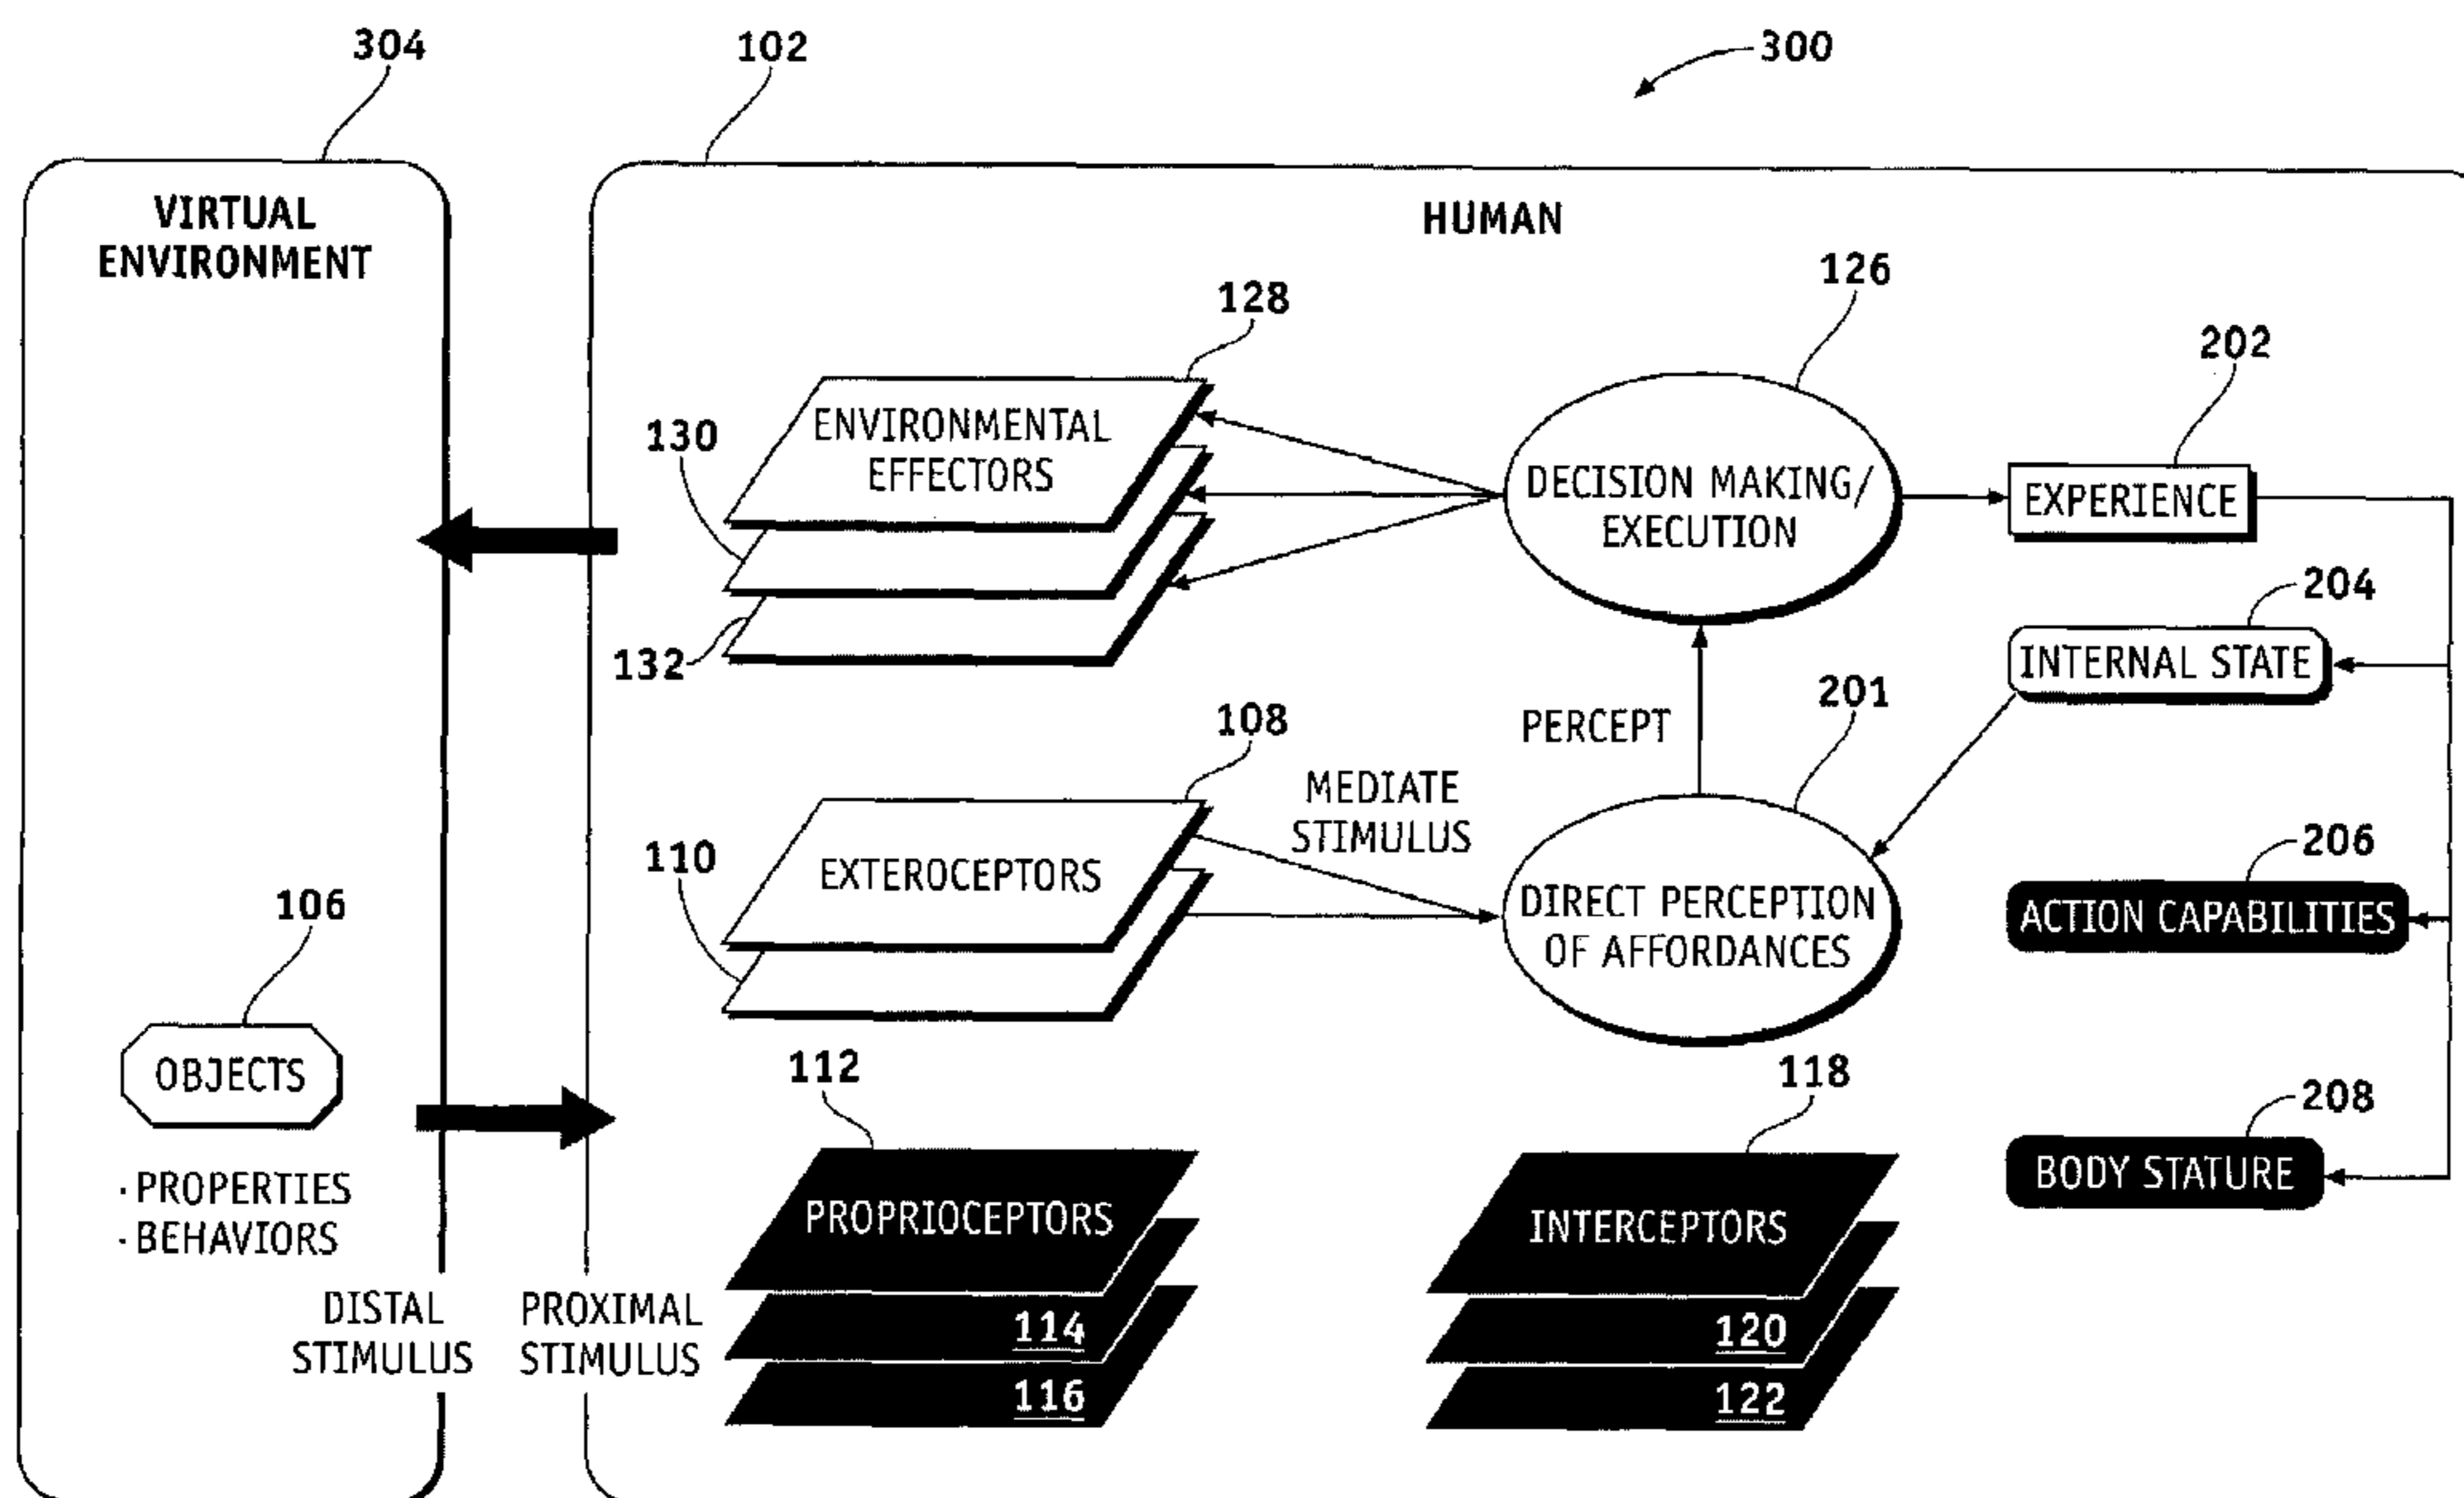 304
102
300
VIRTUAL
ENVIRONMENT
HUMAN
126
128
202
ENVIRONMENTAL
EFFECTORS
130
DECISION MAKING/
EXECUTION
EXPERIENCE
204
132
INTERNAL STATE
201
PERCEPT
108
MEDIATE
STIMULUS
206
110
EXTEROCEPTORS
DIRECT PERCEPTION
OF AFFORDANCES
ACTION CAPABILITIES
106
OBJECTS
112
118
208
· PROPERTIES
· BEHAVIORS
PROPRIOCEPTORS
INTERCEPTORS
BODY STATURE
DISTAL
STIMULUS
PROXIMAL
STIMULUS
114
116
120
122